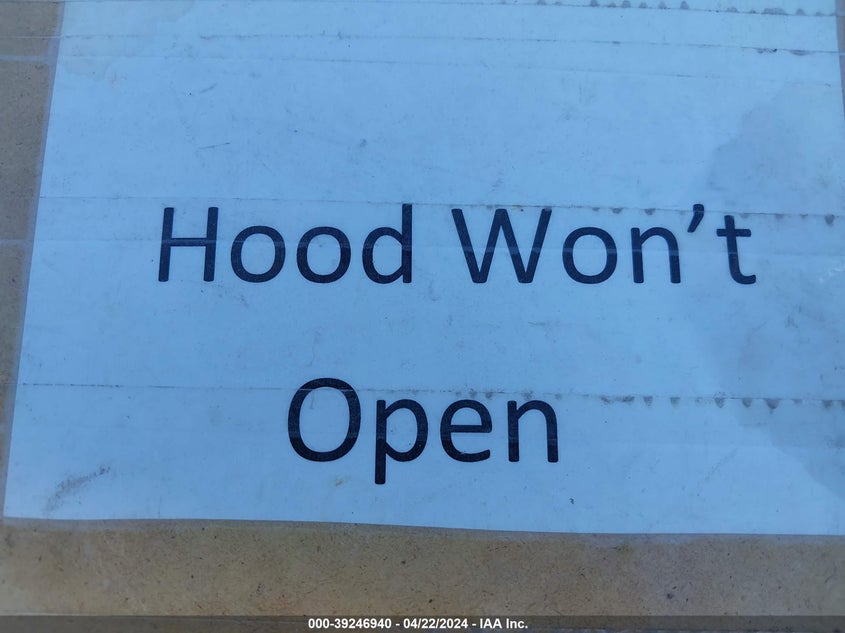 Hood Won’t
Open
000-39246940 - 04/22/2024 - IAA Inc.